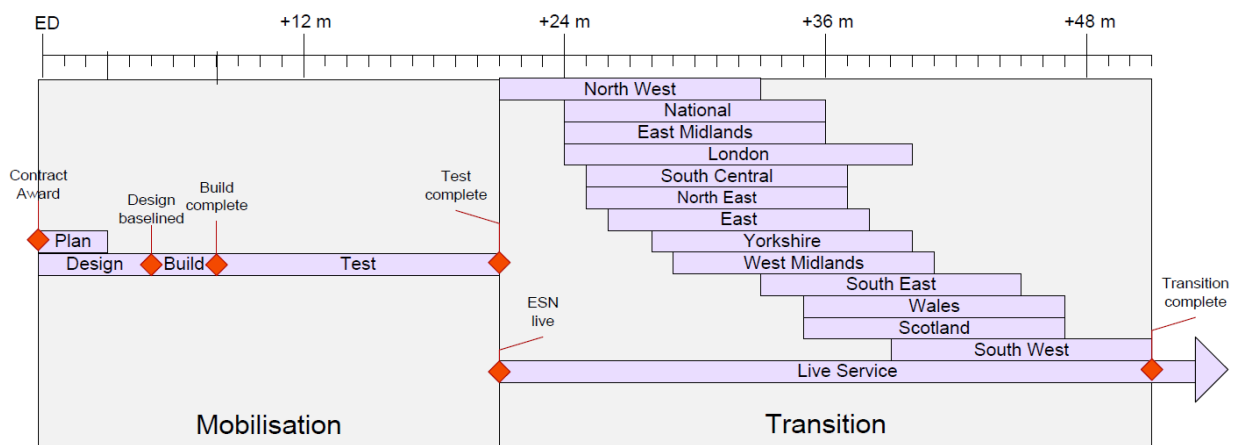 ED
+12 m
+24 m
+36 m
+48 m
North West
National
East Midlands
London
Contract
Award
Design
baselined
Build
complete
Test
complete
South Central
North East
East
Plan
Yorkshire
Design
Build
Test
West Midlands
South East
Transition
complete
ESN
live
Wales
Scotland
South West
Live Service
Mobilisation
Transition